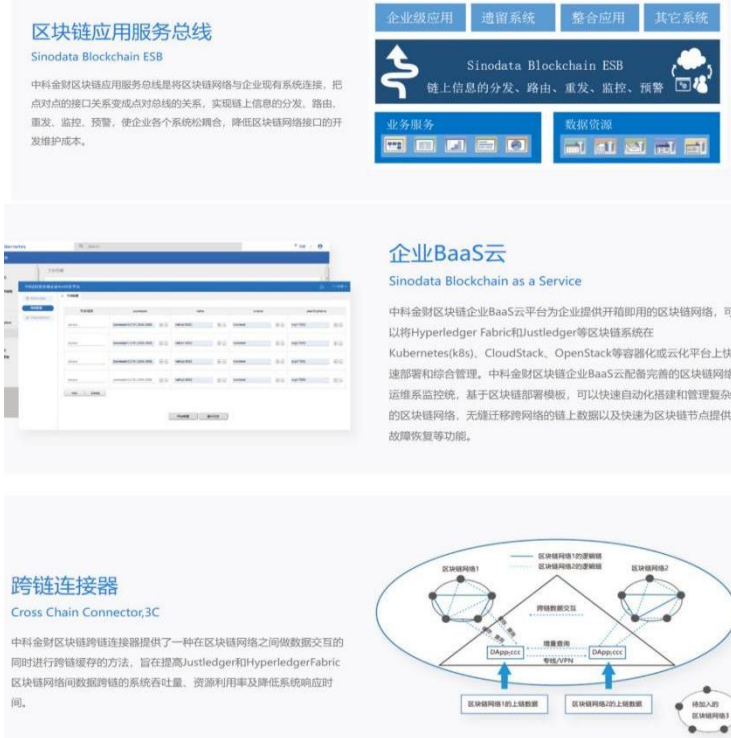 区块链应用服务总线
Sinodata Blockchain ESB
中科金财区块链应用服务总线是将区块链网络与企业现有系统连接，把
点对点的接口关系变成点对总线的关系，实现链上信息的分发、路由、
重发、监控、预警，使企业各个系统松耦合，降低区块链网络接口的开
发维护成本。
企业级应用
遗留系统
整合应用
其它系统
Sinodata Blockchain ESB
链上信息的分发、路由、重发、监控、预警
业务服务
数据资源
企业BaaS云
Sinodata Blockchain as a Service
中科金财区块链企业BaaS云平台为企业提供开箱即用的区块链网络，可
以将Hyperledger Fabric和Justledger等区块链系统在
Kubernetes(k8s)、CloudStack、OpenStack等容器化或云化平台上快
速部署和综合管理。中科金财区块链企业BaaS云配备完善的区块链网络
运维系监控统，基于区块链部署模板，可以快速自动化搭建和管理复杂
的区块链网络，无缝迁移跨网络的链上数据以及快速为区块链节点提供
故障恢复等功能。
跨链连接器
Cross Chain Connector,3C
中科金财区块链跨链连接器提供了一种在区块链网络之间做数据交互的
同时进行跨链缓存的方法，旨在提高Justledger和HyperledgerFabric
区块链网络间数据跨链的系统吞吐量、资源利用率及降低系统响应时
间。
区块链网络1的逻辑链
区块链网络2的逻辑链
区块链网络1
区块链网络2
跨链数据交互
增量查询
DApp₁ccc
DApp₂ccc
专线/VPN
区块链网络1的上链数据
区块链网络2的上链数据
待加入的
区块链网络3